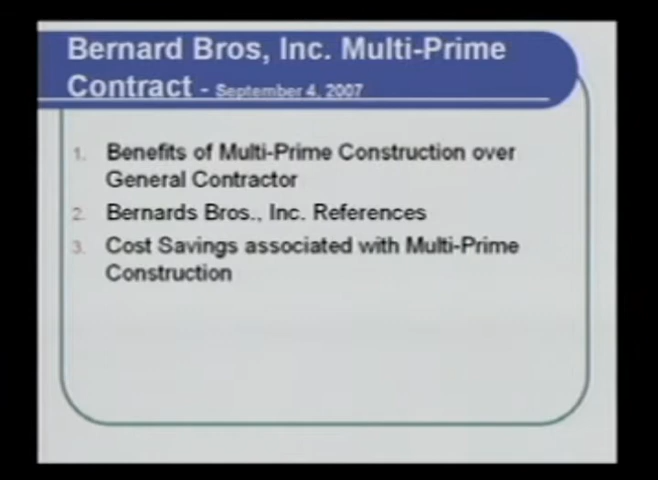 Bernard Bros, Inc. Multi-Prime
Contract - September 4, 2007
1. Benefits of Multi-Prime Construction over
General Contractor
2. Bernards Bros., Inc. References
3. Cost Savings associated with Multi-Prime
Construction